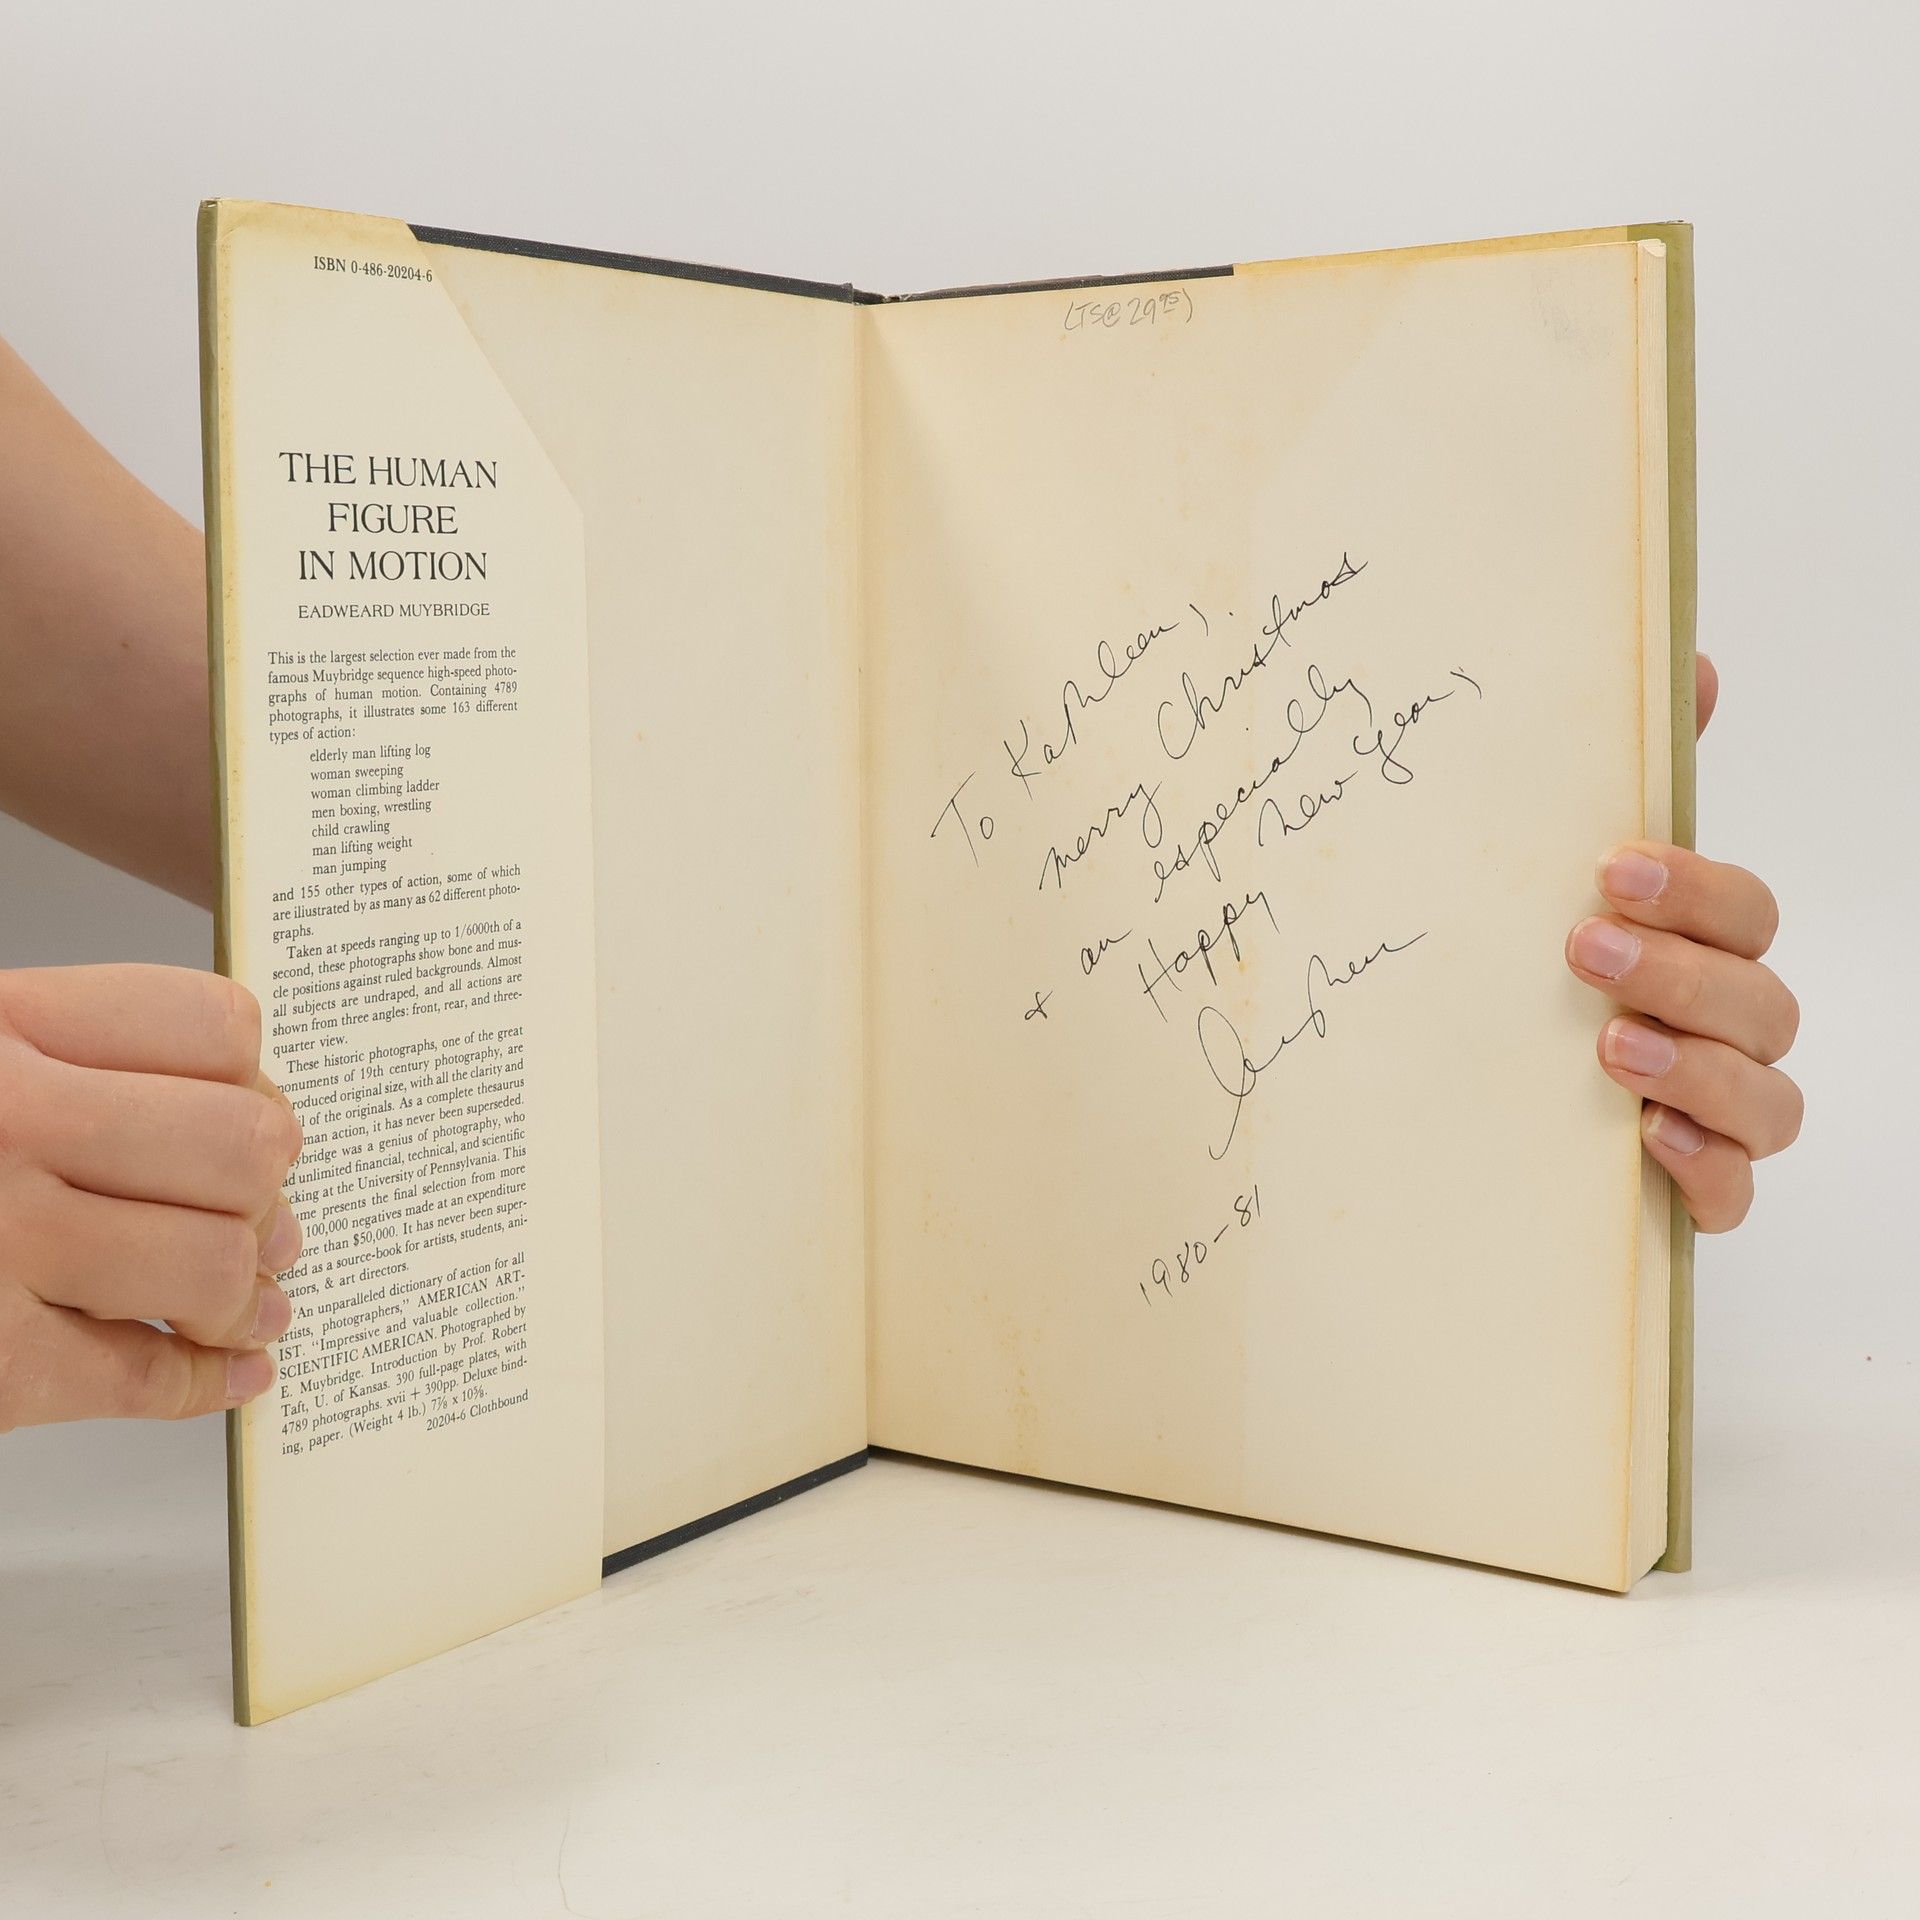 ISBN 0-486-20204-6
THE HUMAN
FIGURE
IN MOTION
EADWEARD MUYBRIDGE
This is the largest selection ever made from the
famous Muybridge sequence high-speed photo-
graphs of human motion. Containing 4789
photographs, it illustrates some 163 different
types of action:
elderly man lifting log
woman sweeping
woman climbing ladder
men boxing, wrestling
child crawling
man lifting weight
man jumping
and 155 other types of action, some of which
are illustrated by as many as 62 different photo-
graphs.
Taken at speeds ranging up to 1/6000th of a
second, these photographs show bone and mus-
cle positions against ruled backgrounds. Almost
all subjects are undraped, and all actions are
shown from three angles: front, rear, and three-
quarter view.
These historic photographs, one of the great
monuments of 19th century photography, are
roduced original size, with all the clarity and
il of the originals. As a complete thesaurus
man action, it has never been superseded.
ybridge was a genius of photography, who
ad unlimited financial, technical, and scientific
cking at the University of Pennsylvania. This
me presents the final selection from more
100,000 negatives made at an expenditure
ore than $50,000. It has never been super-
seded as a source-book for artists, students, ani-
mators, & art directors.
"An unparalleled dictionary of action for all
artists, photographers," AMERICAN ART-
IST. "Impressive and valuable collection."
SCIENTIFIC AMERICAN. Photographed by
E. Muybridge. Introduction by Prof. Robert
Taft, U. of Kansas. 390 full-page plates, with
4789 photographs. xvii + 390pp. Deluxe bind-
ing, paper. (Weight 4 lb.) 7⅞ x 10⅝.
20204-6 Clothbound
(TS@ 2995)
To Kathleen,
Merry Christmas
& an especially
Happy New Year,
1980-81